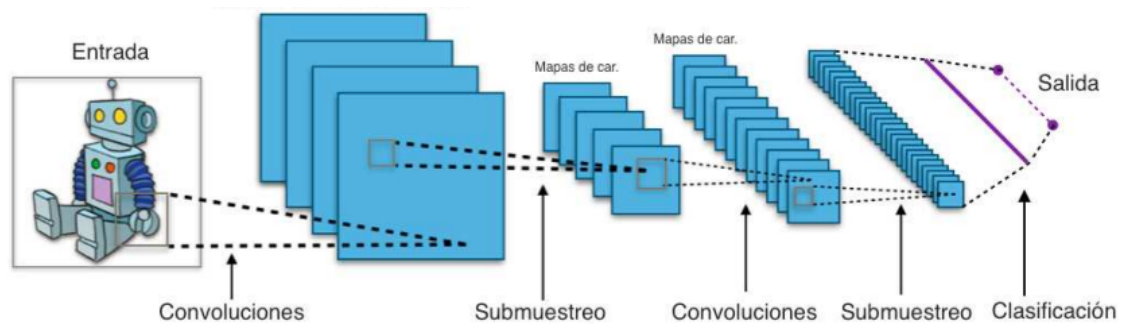 Entrada
Mapas de car.
Mapas de car.
Salida
Convoluciones
Submuestreo
Convoluciones
Submuestreo
Clasificación